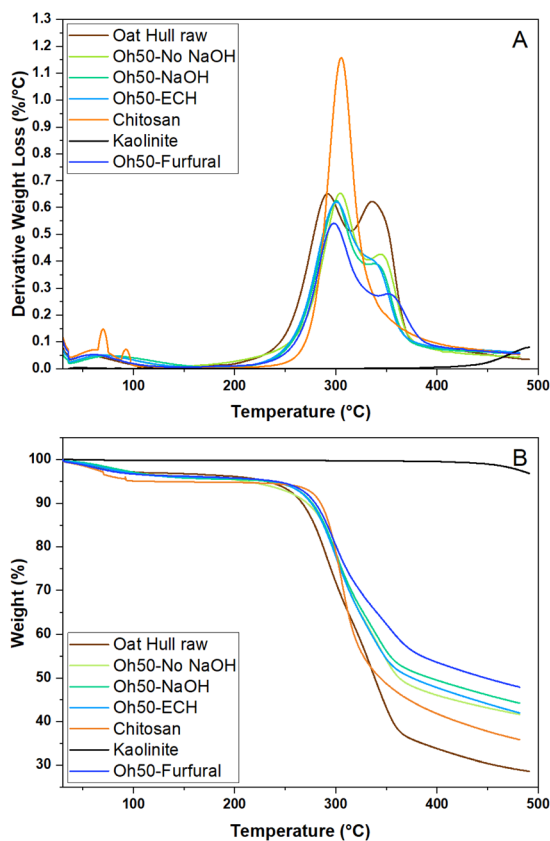 A
Oat Hull raw
Oh50-No NaOH
Oh50-NaOH
Oh50-ECH
Chitosan
Kaolinite
Oh50-Furfural
Derivative Weight Loss (%/°C)
1.3
1.2
1.1
1.0
0.9
0.8
0.7
0.6
0.5
0.4
0.3
0.2
0.1
0.0
100 200 300 400 500
Temperature (°C)
B
Weight (%)
100
90
80
70
60
50
40
30
Oat Hull raw
Oh50-No NaOH
Oh50-NaOH
Oh50-ECH
Chitosan
Kaolinite
Oh50-Furfural
100 200 300 400 500
Temperature (°C)